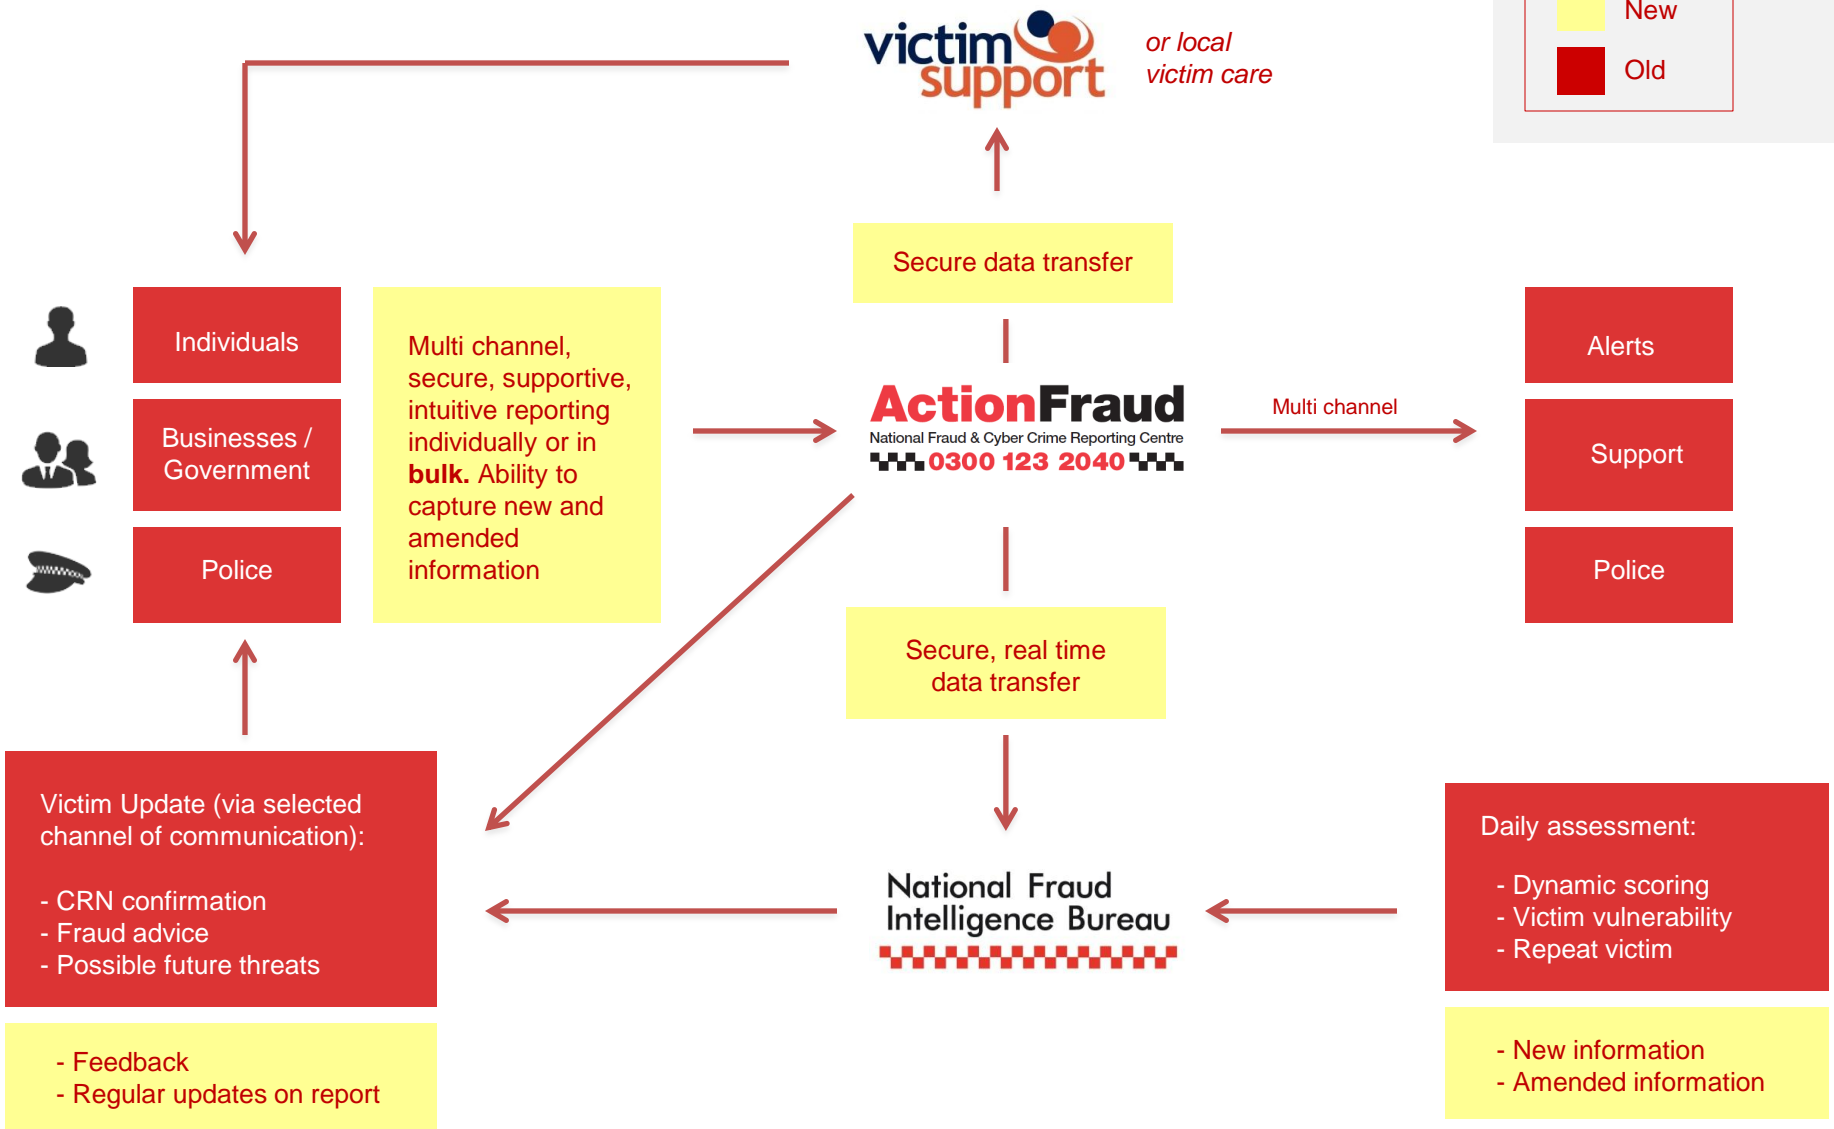 victim
support
or local
victim care
New
Old
Secure data transfer
Individuals
Businesses /
Government
Police
Multi channel,
secure, supportive,
intuitive reporting
individually or in
bulk. Ability to
capture new and
amended
information
ActionFraud
National Fraud & Cyber Crime Reporting Centre
0300 123 2040
Multi channel
Alerts
Support
Police
Secure, real time
data transfer
Victim Update (via selected
channel of communication):
- CRN confirmation
- Fraud advice
- Possible future threats
- Feedback
- Regular updates on report
National Fraud
Intelligence Bureau
Daily assessment:
- Dynamic scoring
- Victim vulnerability
- Repeat victim
- New information
- Amended information